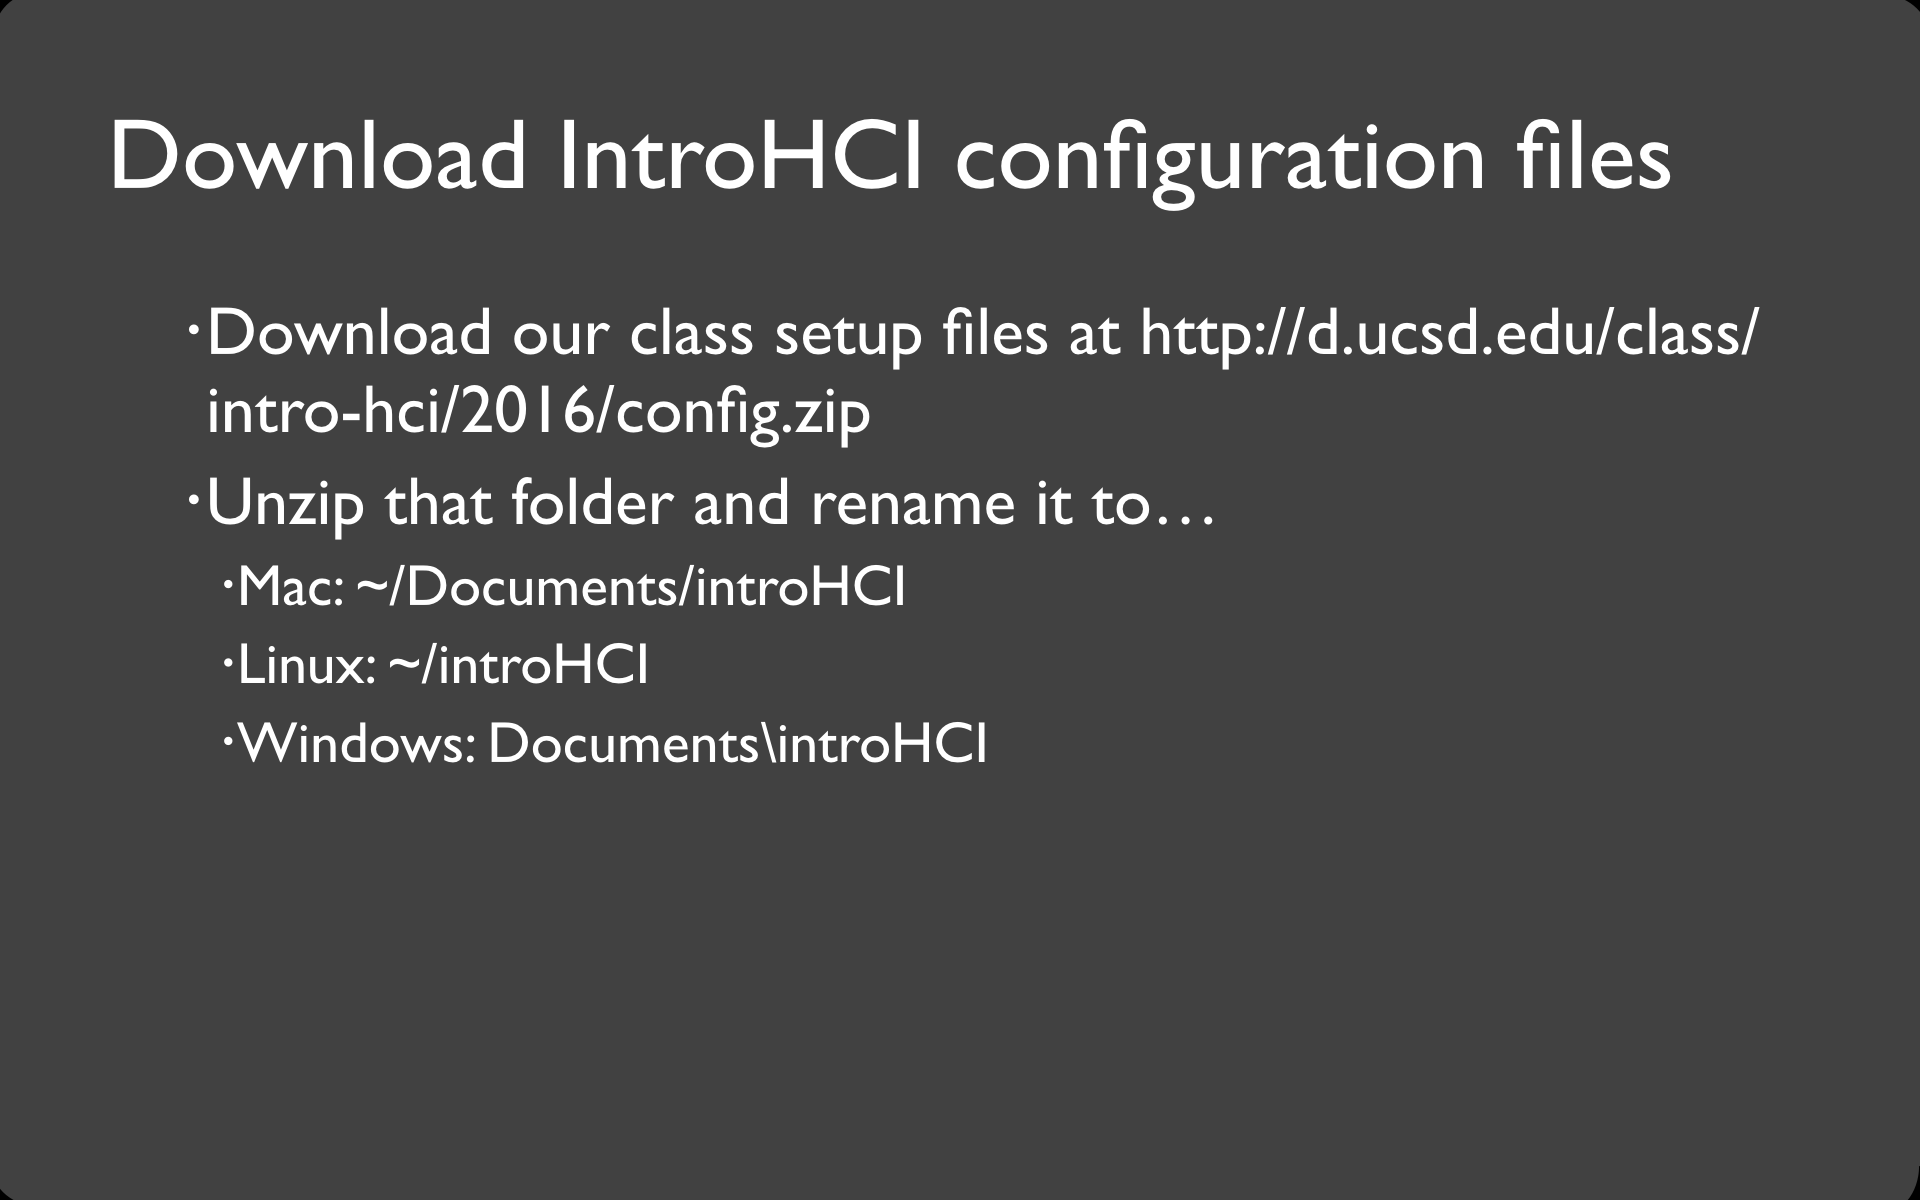 Download IntroHCI configuration files
·Download our class setup files at http://d.ucsd.edu/class/
intro-hci/2016/config.zip
·Unzip that folder and rename it to…
·Mac: ~/Documents/introHCI
·Linux: ~/introHCI
·Windows: Documents\introHCI